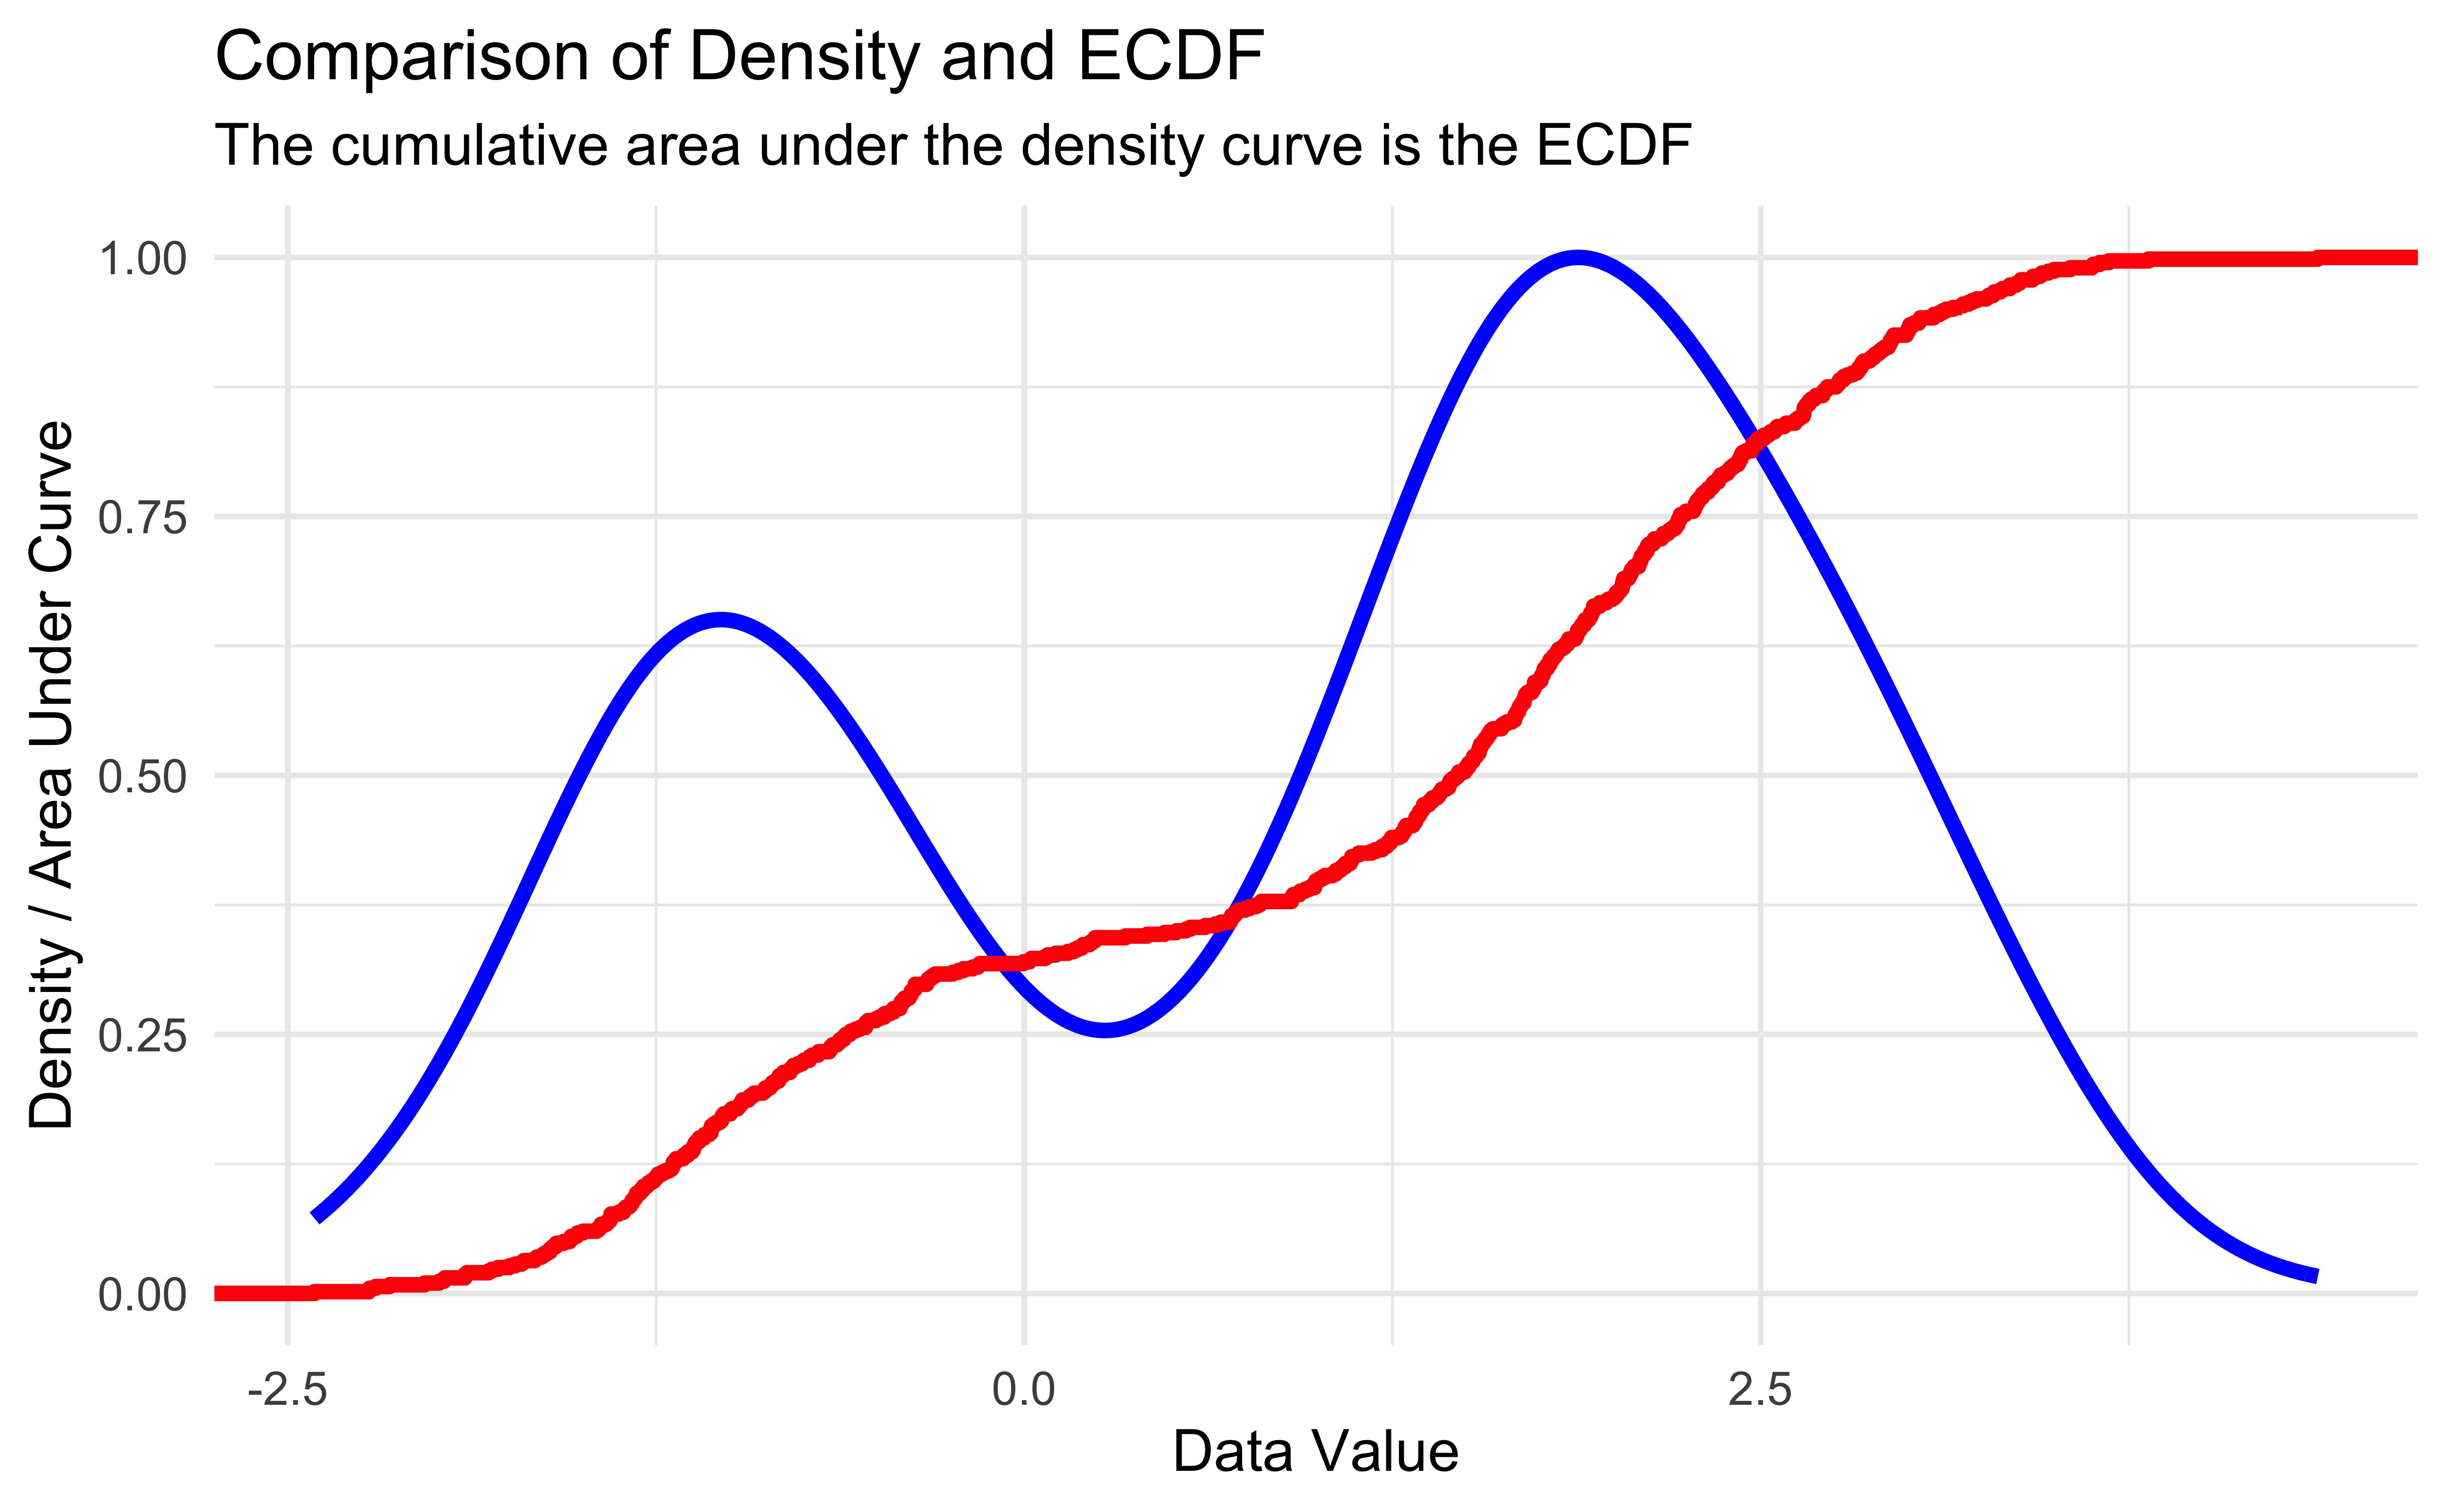 Comparison of Density and ECDF
The cumulative area under the density curve is the ECDF
Density / Area Under Curve
1.00
0.75
0.50
0.25
0.00
-2.5
0.0
2.5
Data Value